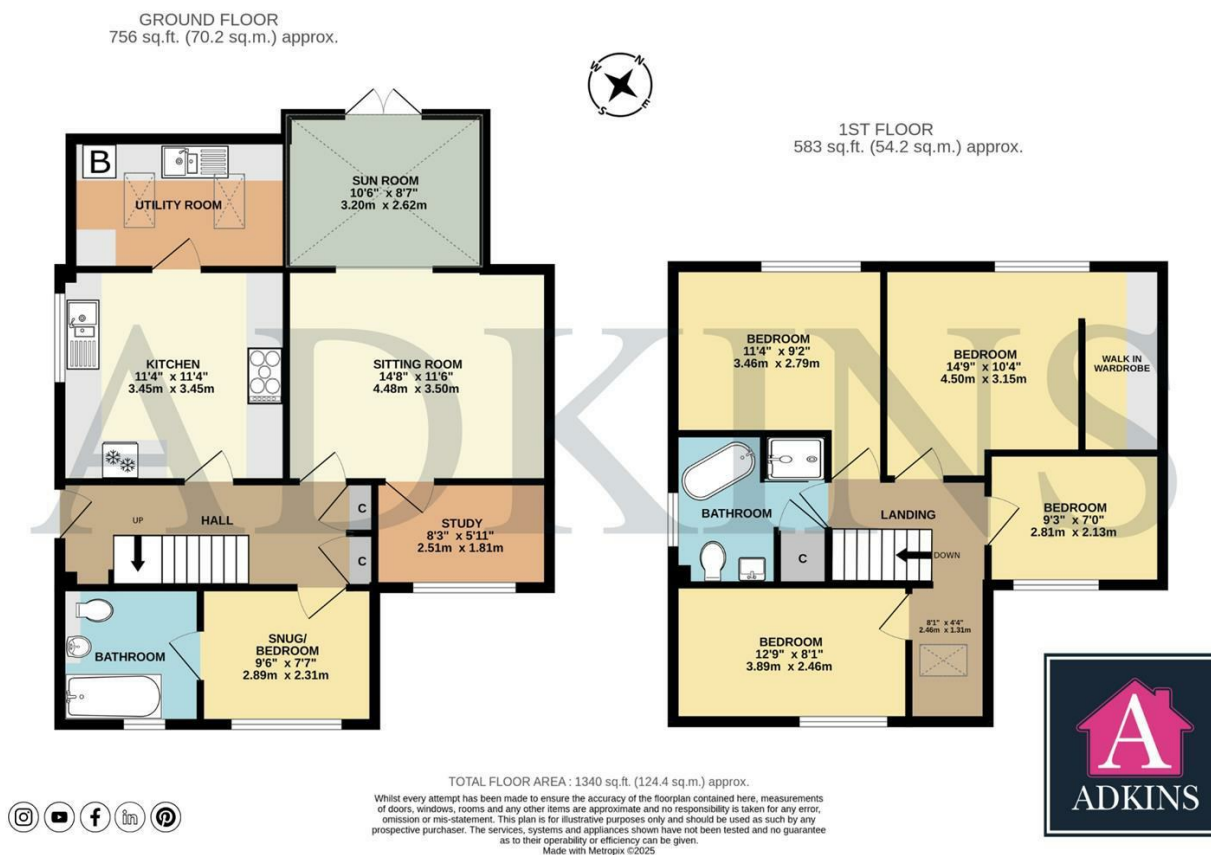 GROUND FLOOR
756 sq.ft. (70.2 sq.m.) approx.
B
UTILITY ROOM
SUN ROOM
10'6" x 8'7"
3.20m x 2.62m
KITCHEN
11'4" x 11'4"
3.45m x 3.45m
SITTING ROOM
14'8" x 11'6"
4.48m x 3.50m
UP
HALL
C
C
STUDY
8'3" x 5'11"
2.51m x 1.81m
BATHROOM
SNUG/
BEDROOM
9'6" x 7'7"
2.89m x 2.31m
N
E
S
W
1ST FLOOR
583 sq.ft. (54.2 sq.m.) approx.
BEDROOM
11'4" x 9'2"
3.46m x 2.79m
BEDROOM
14'9" x 10'4"
4.50m x 3.15m
WALK IN
WARDROBE
BATHROOM
C
LANDING
DOWN
BEDROOM
9'3" x 7'0"
2.81m x 2.13m
BEDROOM
12'9" x 8'1"
3.89m x 2.46m
8'1" x 4'4"
2.46m x 1.31m
ADKINS
TOTAL FLOOR AREA : 1340 sq.ft. (124.4 sq.m.) approx.
Whilst every attempt has been made to ensure the accuracy of the floorplan contained here, measurements
of doors, windows, rooms and any other items are approximate and no responsibility is taken for any error,
omission or mis-statement. This plan is for illustrative purposes only and should be used as such by any
prospective purchaser. The services, systems and appliances shown have not been tested and no guarantee
as to their operability or efficiency can be given.
Made with Metropix ©2025
in
A
ADKINS